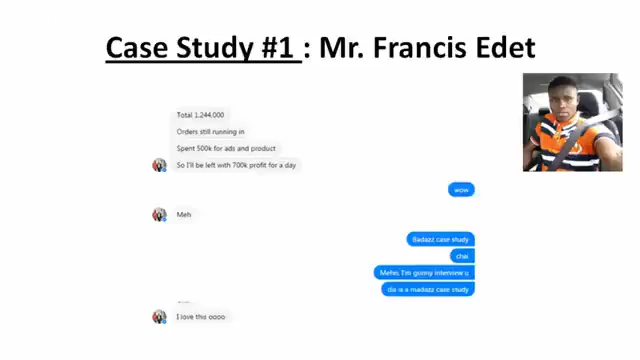 Case Study #1 : Mr. Francis Edet
Total 1,244,000
Orders still running in
Spent 500k for ads and product
So I'll be left with 700k profit for a day
wow
Meh
Badazz case study
chai
Mehn, I'm gonny interview u
dis is a madazz case study
I love this oooo